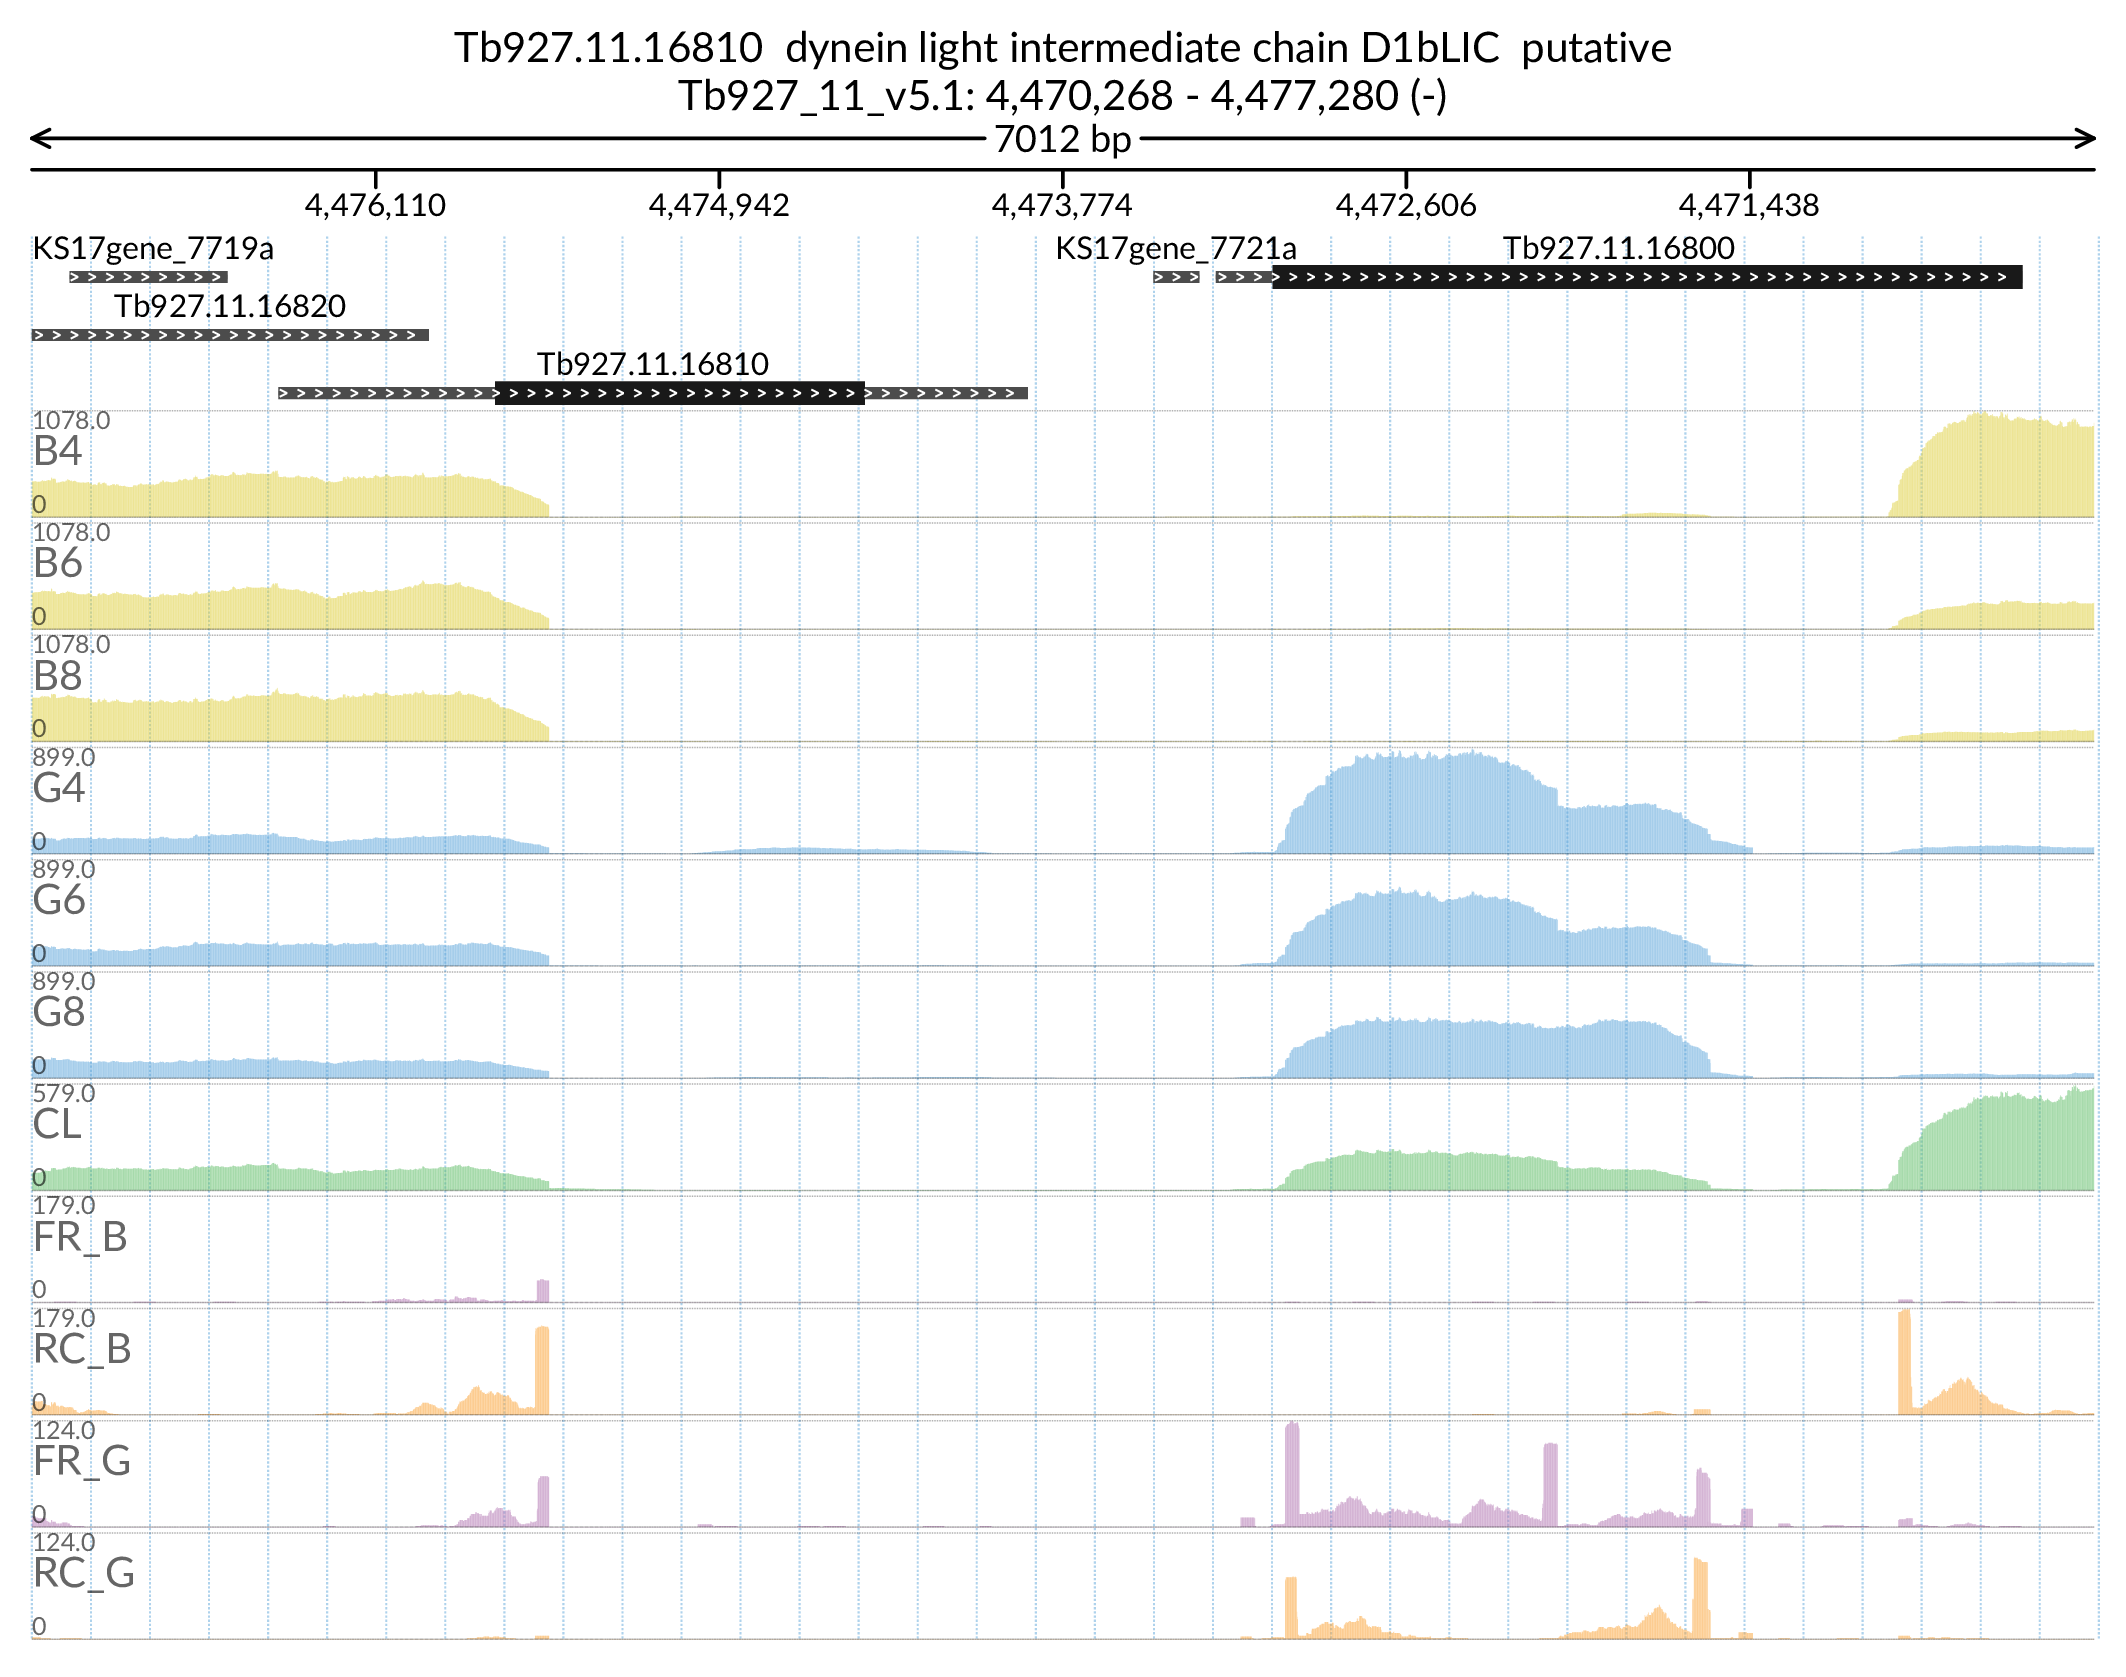 Tb927.11.16810  dynein light intermediate chain D1bLIC  putative
Tb927_11_v5.1: 4,470,268 - 4,477,280 (-)
7012 bp
4,476,110 4,474,942 4,473,774 4,472,606 4,471,438
KS17gene_7719a KS17gene_7721a Tb927.11.16800
Tb927.11.16820
Tb927.11.16810
1078.0
B4
0
1078.0
B6
0
1078.0
B8
0
899.0
G4
0
899.0
G6
0
899.0
G8
0
579.0
CL
0
179.0
FR_B
0
179.0
RC_B
0
124.0
FR_G
0
124.0
RC_G
0